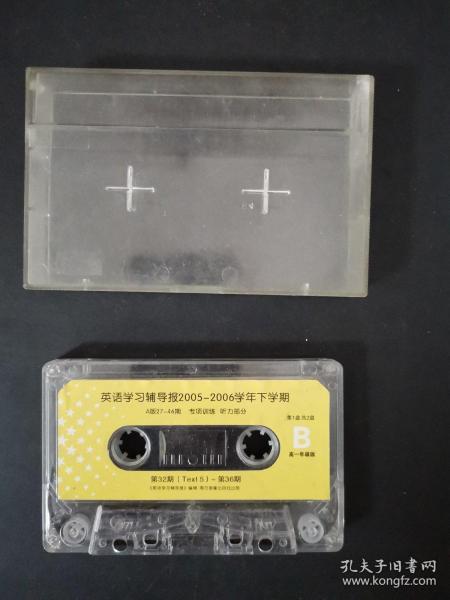 英语学习辅导报2005-2006学年下学期
A版27-46期 专项训练 听力部分
第1盘 共2盘
B
高一年级版
第32期(Text 5)-第36期
孔夫子旧书网
www.kongfz.com